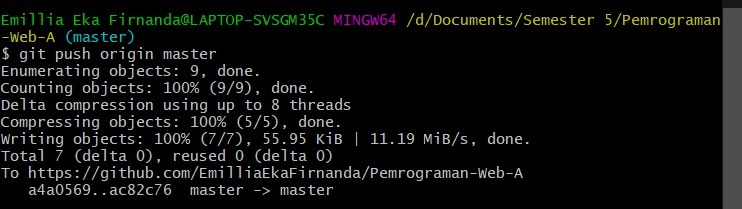 Emillia Eka Firnanda@LAPTOP-SVSGM35C MINGW64 /d/Documents/Semester 5/Pemrograman
-Web-A (master)
$ git push origin master
Enumerating objects: 9, done.
Counting objects: 100% (9/9), done.
Delta compression using up to 8 threads
Compressing objects: 100% (5/5), done.
Writing objects: 100% (7/7), 55.95 KiB | 11.19 MiB/s, done.
Total 7 (delta 0), reused 0 (delta 0)
To https://github.com/EmilliaEkaFirnanda/Pemrograman-Web-A
   a4a0569..ac82c76  master -> master